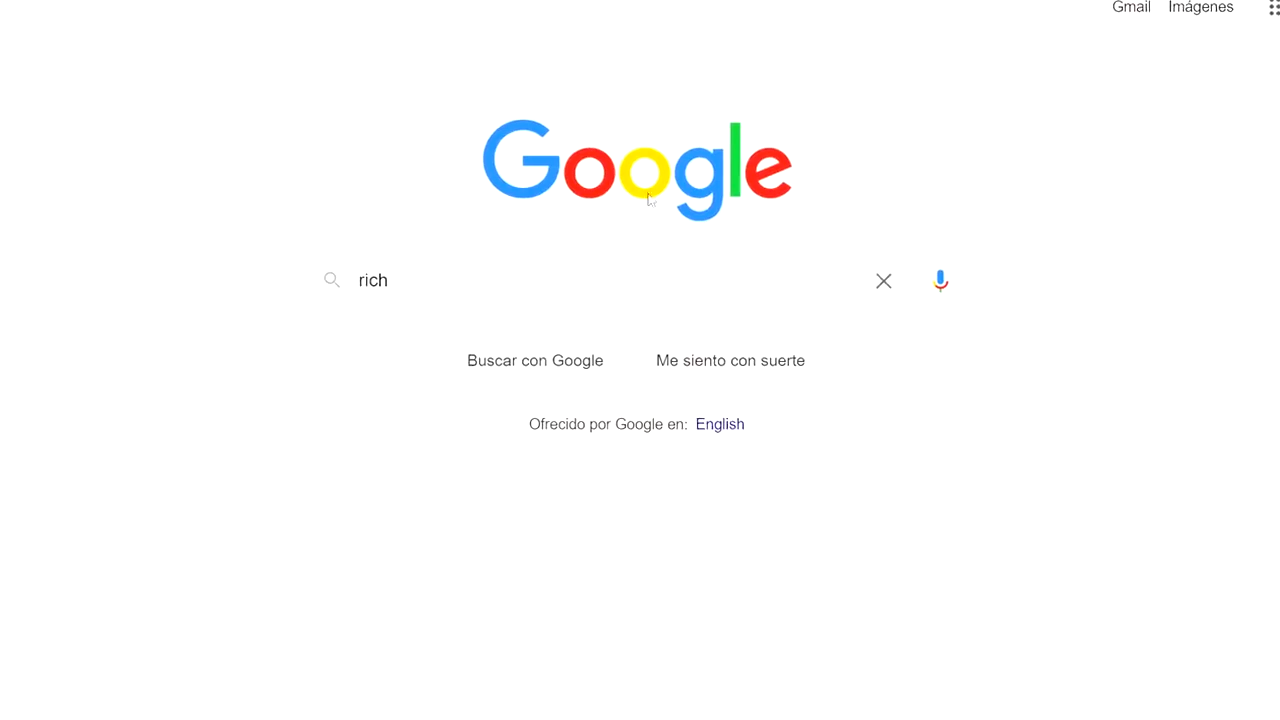 Gmail Imágenes
Google
rich
Buscar con Google Me siento con suerte
Ofrecido por Google en: English